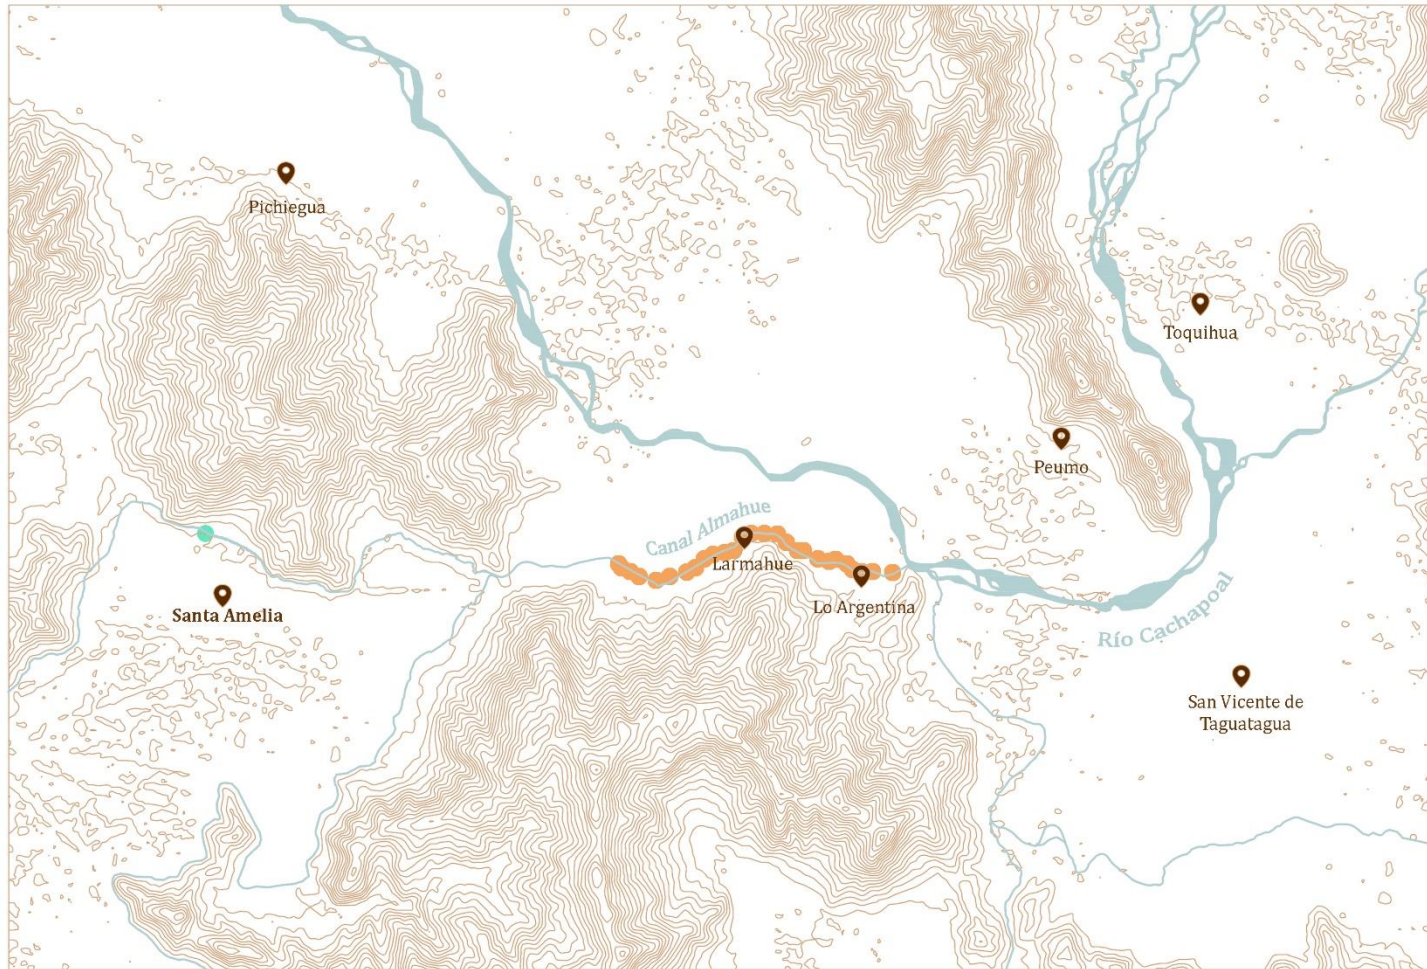 Pichiegua
Toquihua
Peumo
Canal Almahue
Larmahue
Lo Argentina
Santa Amelia
Río Cachapoal
San Vicente de
Taguatagua